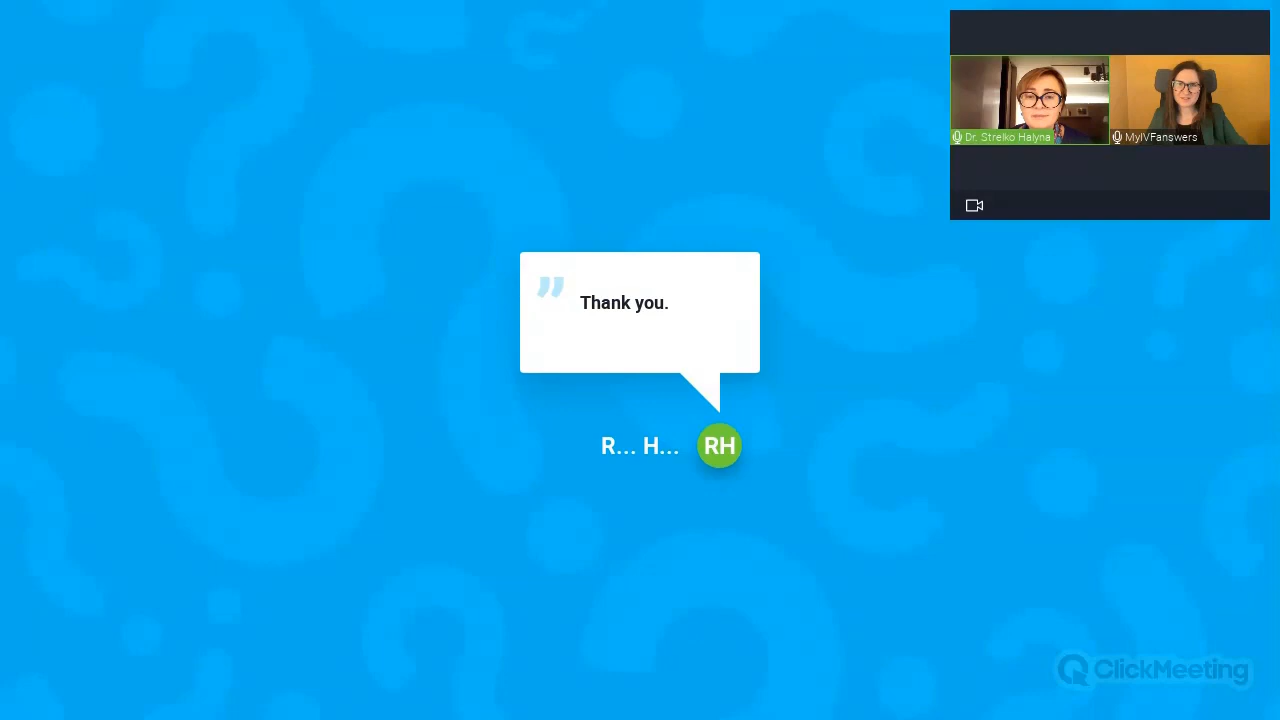 Dr. Strelko Halyna
MyIVFanswers
” Thank you.
R... H...
RH
ClickMeeting